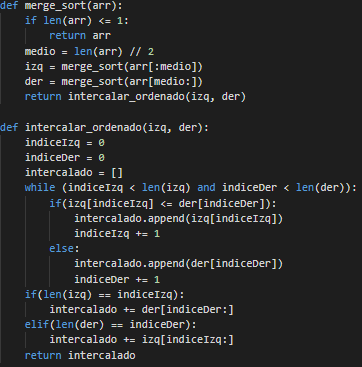 def merge_sort(arr):
    if len(arr) <= 1:
        return arr
    medio = len(arr) // 2
    izq = merge_sort(arr[:medio])
    der = merge_sort(arr[medio:])
    return intercalar_ordenado(izq, der)

def intercalar_ordenado(izq, der):
    indiceIzq = 0
    indiceDer = 0
    intercalado = []
    while (indiceIzq < len(izq) and indiceDer < len(der)):
        if(izq[indiceIzq] <= der[indiceDer]):
            intercalado.append(izq[indiceIzq])
            indiceIzq += 1
        else:
            intercalado.append(der[indiceDer])
            indiceDer += 1
    if(len(izq) == indiceIzq):
        intercalado += der[indiceDer:]
    elif(len(der) == indiceDer):
        intercalado += izq[indiceIzq:]
    return intercalado